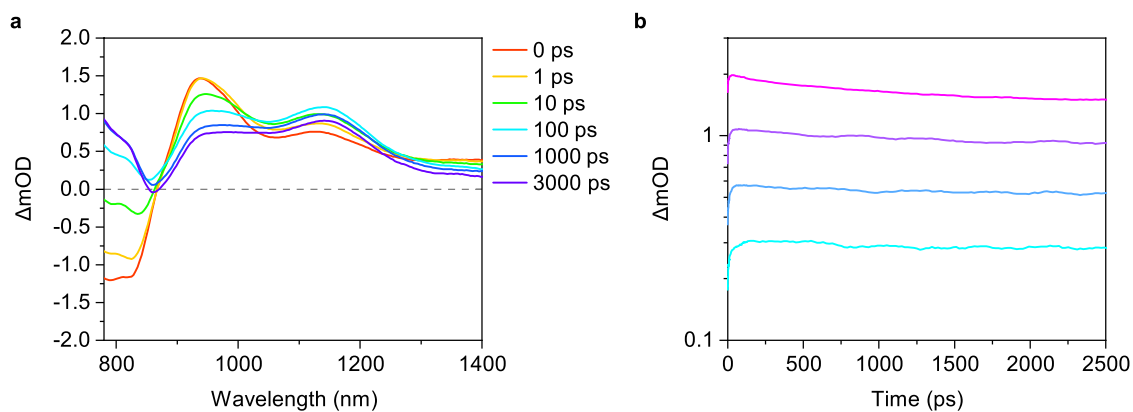 a
2.0
1.5
1.0
0.5
0.0
-0.5
-1.0
-1.5
-2.0
ΔmOD
800
1000
1200
1400
Wavelength (nm)
0 ps
1 ps
10 ps
100 ps
1000 ps
3000 ps
b
1
0.1
ΔmOD
0
500
1000
1500
2000
2500
Time (ps)